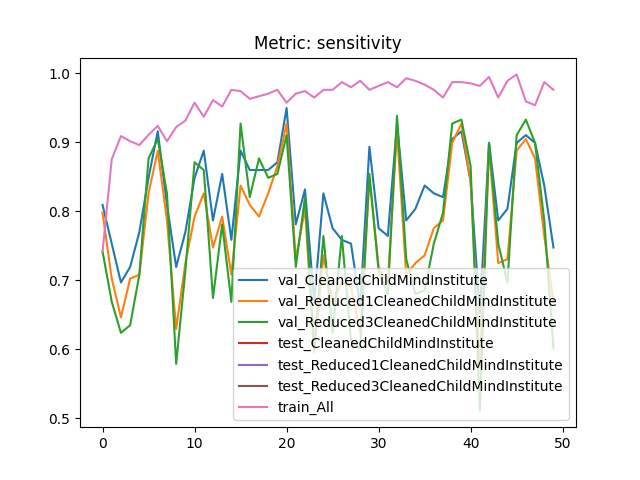 Metric: sensitivity
1.0
0.9
0.8
0.7
0.6
0.5
val_CleanedChildMindInstitute
val_Reduced1CleanedChildMindInstitute
val_Reduced3CleanedChildMindInstitute
test_CleanedChildMindInstitute
test_Reduced1CleanedChildMindInstitute
test_Reduced3CleanedChildMindInstitute
train_All
0 10 20 30 40 50